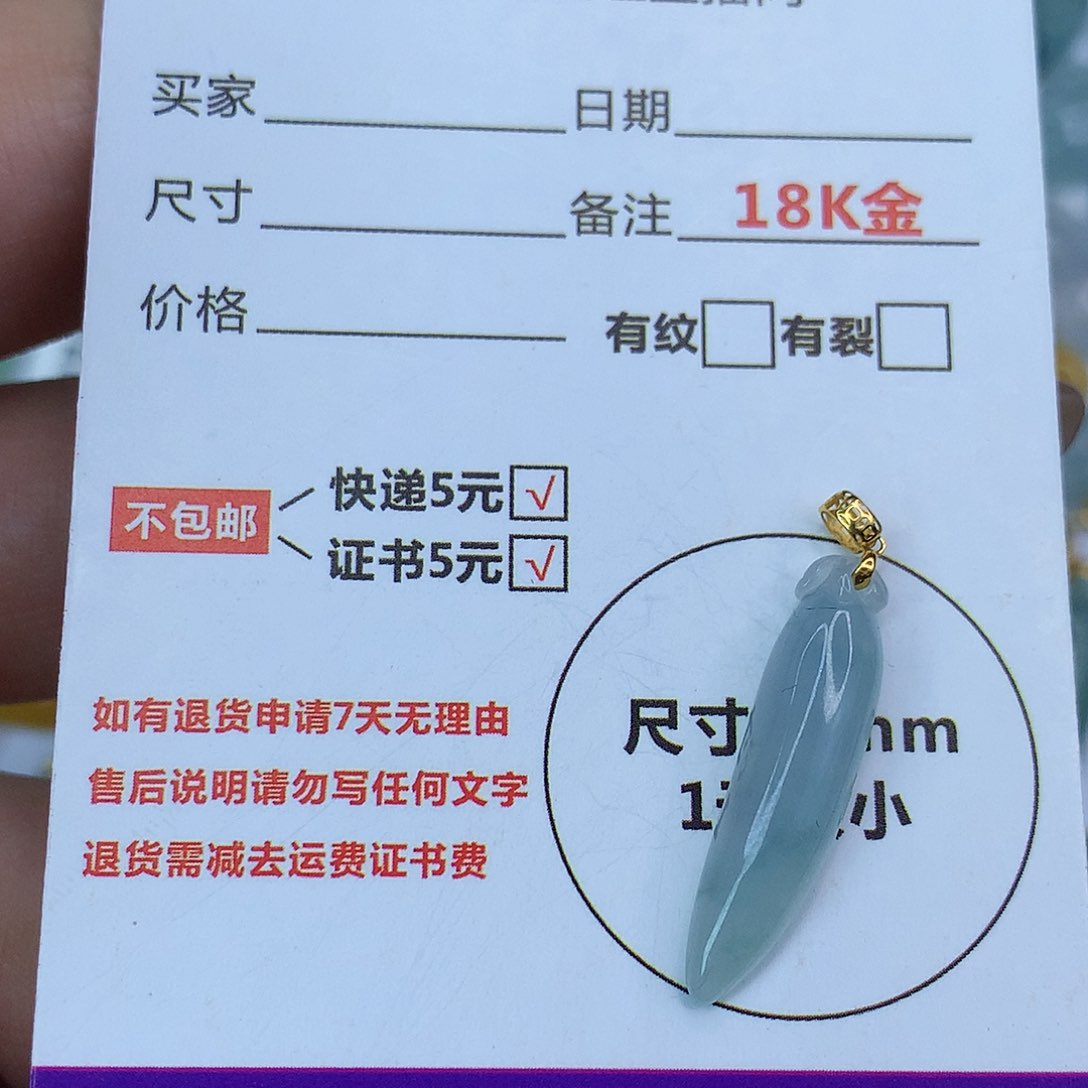 买家 日期
尺寸 备注 18K金
价格 有纹 有裂
不包邮
快递5元 √
证书5元 √
如有退货申请7天无理由
售后说明请勿写任何文字
退货需减去运费证书费
尺寸 mm
1 小